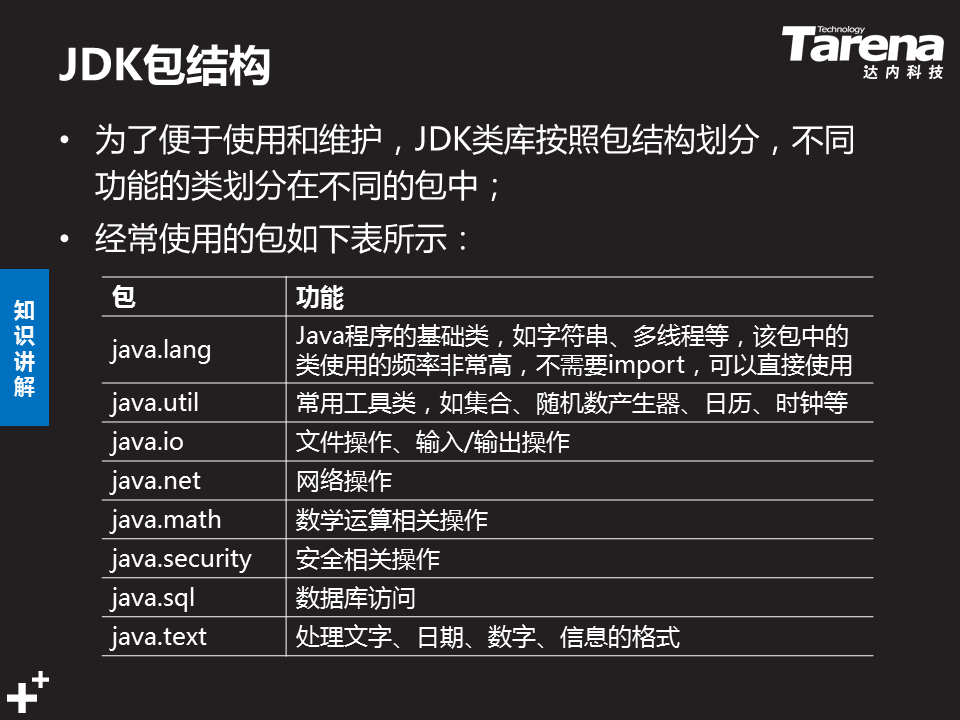 JDK包结构
Technology
Tarena
达内科技
• 为了便于使用和维护，JDK类库按照包结构划分，不同
功能的类划分在不同的包中；
• 经常使用的包如下表所示：
知
识
讲
解
包 功能
java.lang Java程序的基础类，如字符串、多线程等，该包中的
类使用的频率非常高，不需要import，可以直接使用
java.util 常用工具类，如集合、随机数产生器、日历、时钟等
java.io 文件操作、输入/输出操作
java.net 网络操作
java.math 数学运算相关操作
java.security 安全相关操作
java.sql 数据库访问
java.text 处理文字、日期、数字、信息的格式